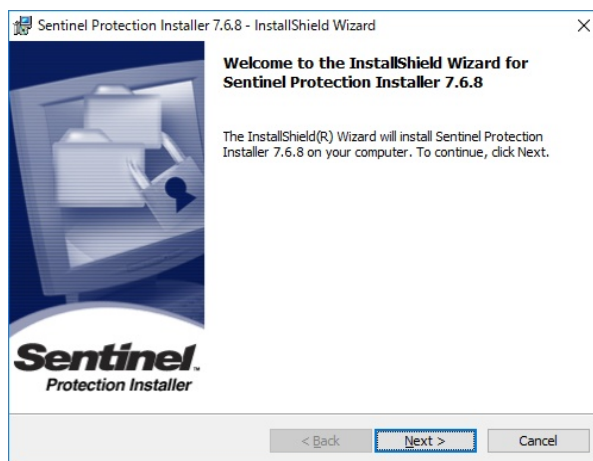 Sentinel Protection Installer 7.6.8 - InstallShield Wizard
Welcome to the InstallShield Wizard for
Sentinel Protection Installer 7.6.8
The InstallShield(R) Wizard will install Sentinel Protection
Installer 7.6.8 on your computer. To continue, click Next.
Sentinel™
Protection Installer
< Back Next > Cancel